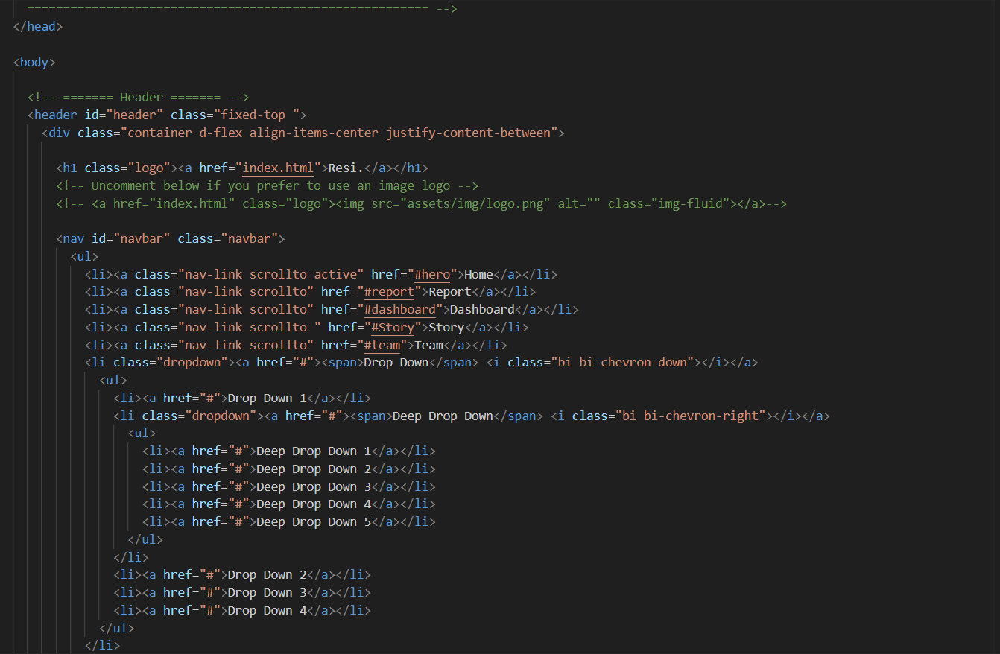 ======================================================== -->
</head>
<body>
<!-- ======= Header ======= -->
<header id="header" class="fixed-top ">
<div class="container d-flex align-items-center justify-content-between">
<h1 class="logo"><a href="index.html">Resi.</a></h1>
<!-- Uncomment below if you prefer to use an image logo -->
<!-- <a href="index.html" class="logo"><img src="assets/img/logo.png" alt="" class="img-fluid"></a>-->
<nav id="navbar" class="navbar">
<ul>
<li><a class="nav-link scrollto active" href="#hero">Home</a></li>
<li><a class="nav-link scrollto" href="#report">Report</a></li>
<li><a class="nav-link scrollto" href="#dashboard">Dashboard</a></li>
<li><a class="nav-link scrollto " href="#Story">Story</a></li>
<li><a class="nav-link scrollto" href="#team">Team</a></li>
<li class="dropdown"><a href="#"><span>Drop Down</span> <i class="bi bi-chevron-down"></i></a>
<ul>
<li><a href="#">Drop Down 1</a></li>
<li class="dropdown"><a href="#"><span>Deep Drop Down</span> <i class="bi bi-chevron-right"></i></a>
<ul>
<li><a href="#">Deep Drop Down 1</a></li>
<li><a href="#">Deep Drop Down 2</a></li>
<li><a href="#">Deep Drop Down 3</a></li>
<li><a href="#">Deep Drop Down 4</a></li>
<li><a href="#">Deep Drop Down 5</a></li>
</ul>
</li>
<li><a href="#">Drop Down 2</a></li>
<li><a href="#">Drop Down 3</a></li>
<li><a href="#">Drop Down 4</a></li>
</ul>
</li>